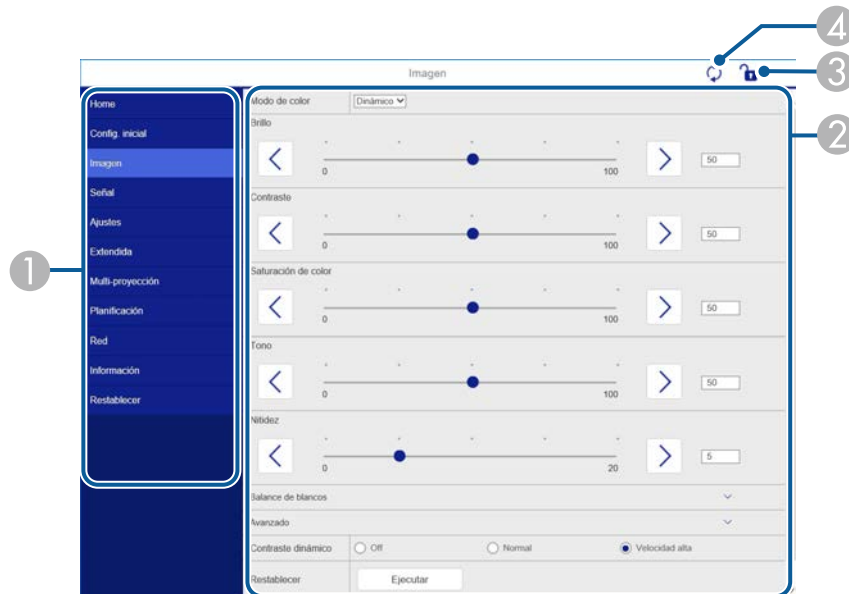 4
Imagen
3
Home
Config. inicial
Imagen
Señal
Ajustes
Extendida
Multi-proyección
Planificación
Red
Información
Restablecer
1
Modo de color Dinámico
2
Brillo
0 100 50
Contraste
0 100 50
Saturación de color
0 100 50
Tono
0 100 50
Nitidez
0 20 5
Balance de blancos
Avanzado
Contraste dinámico Off Normal Velocidad alta
Restablecer Ejecutar